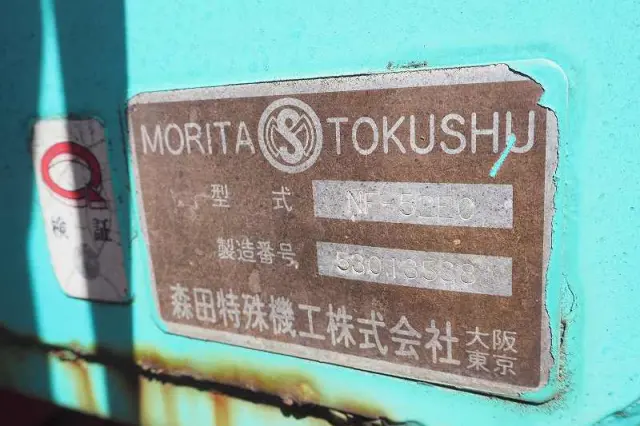 MORITA TOKUSHU
型式
製造番号
森田特殊機工株式会社 大阪
東京
検 証